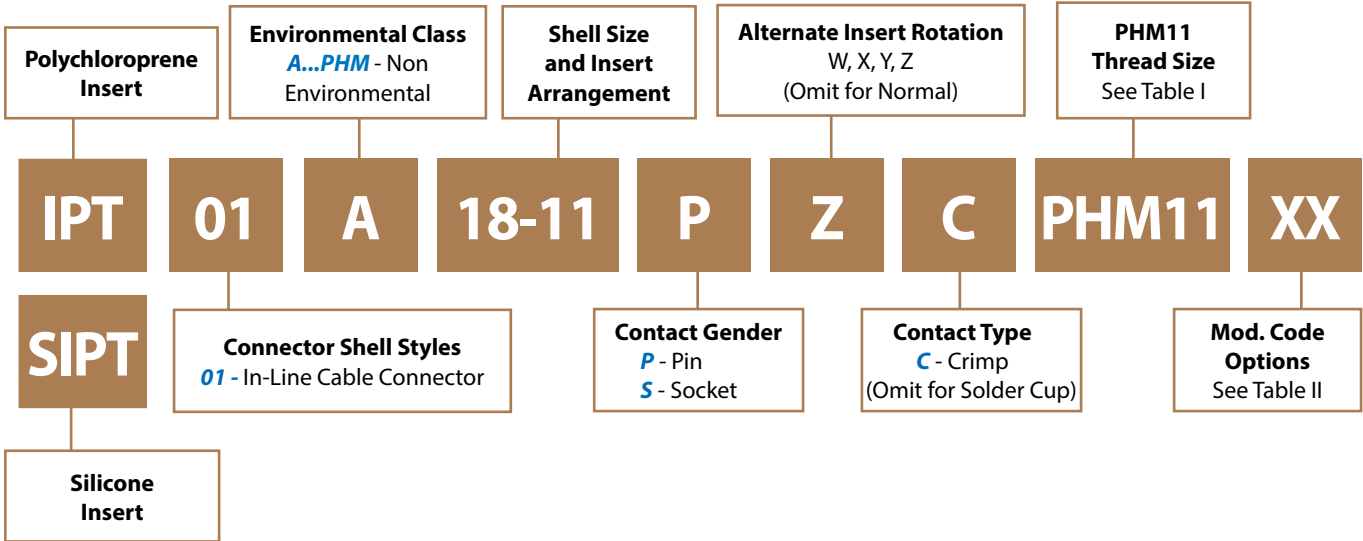 Polychloroprene
Insert
Environmental Class
A...PHM - Non
Environmental
Shell Size
and Insert
Arrangement
Alternate Insert Rotation
W, X, Y, Z
(Omit for Normal)
PHM11
Thread Size
See Table I
IPT 01 A 18-11 P Z C PHM11 XX
SIPT
Connector Shell Styles
01 - In-Line Cable Connector
Contact Gender
P - Pin
S - Socket
Contact Type
C - Crimp
(Omit for Solder Cup)
Mod. Code
Options
See Table II
Silicone
Insert